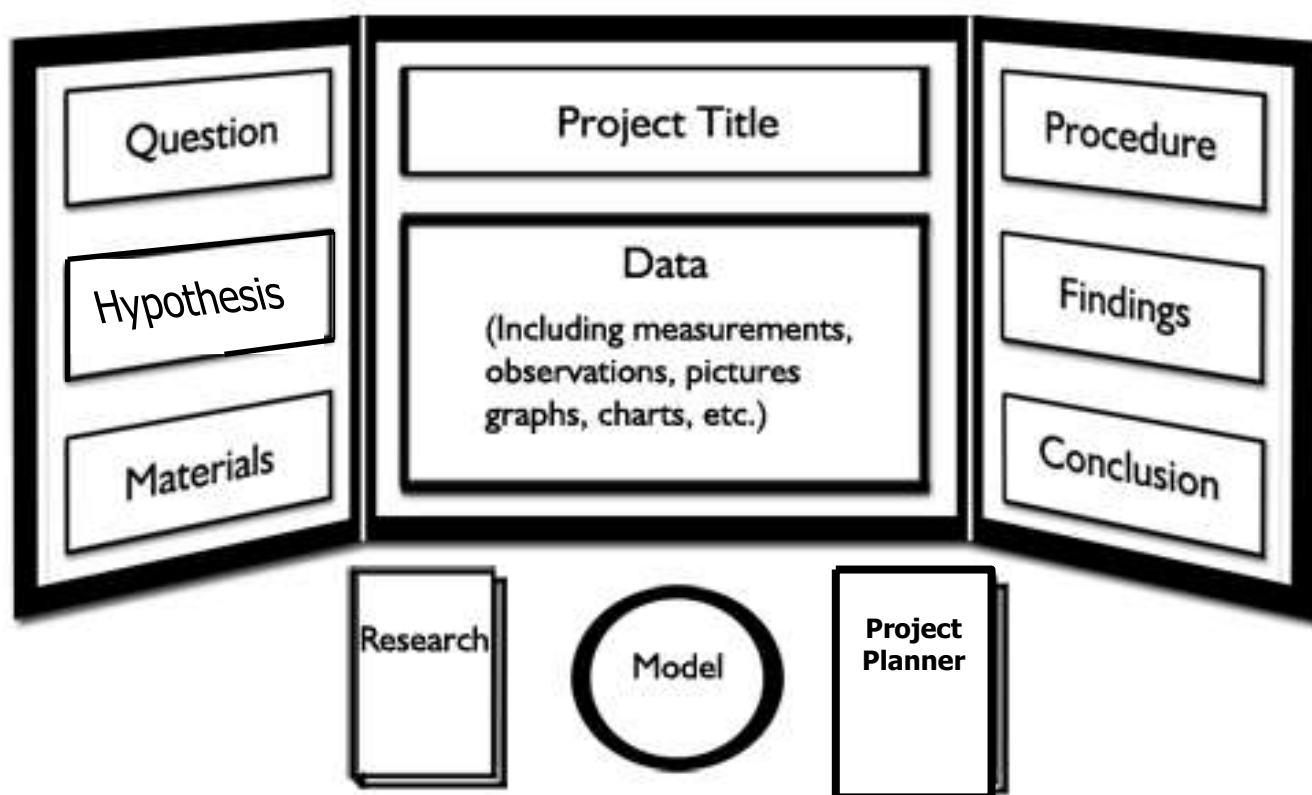 Question
Hypothesis
Materials
Project Title
Data
(Including measurements,
observations, pictures
graphs, charts, etc.)
Procedure
Findings
Conclusion
Research
Model
Project
Planner